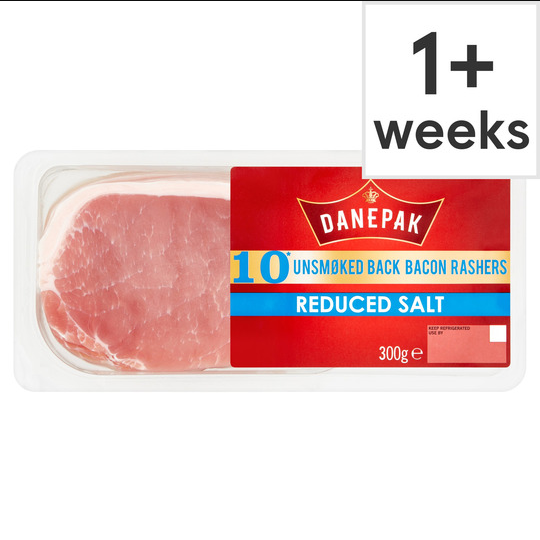 1+
weeks
DANEPAK
10* UNSMØKED BACK BACON RASHERS
REDUCED SALT
KEEP REFRIGERATED
USE BY
300g ℮